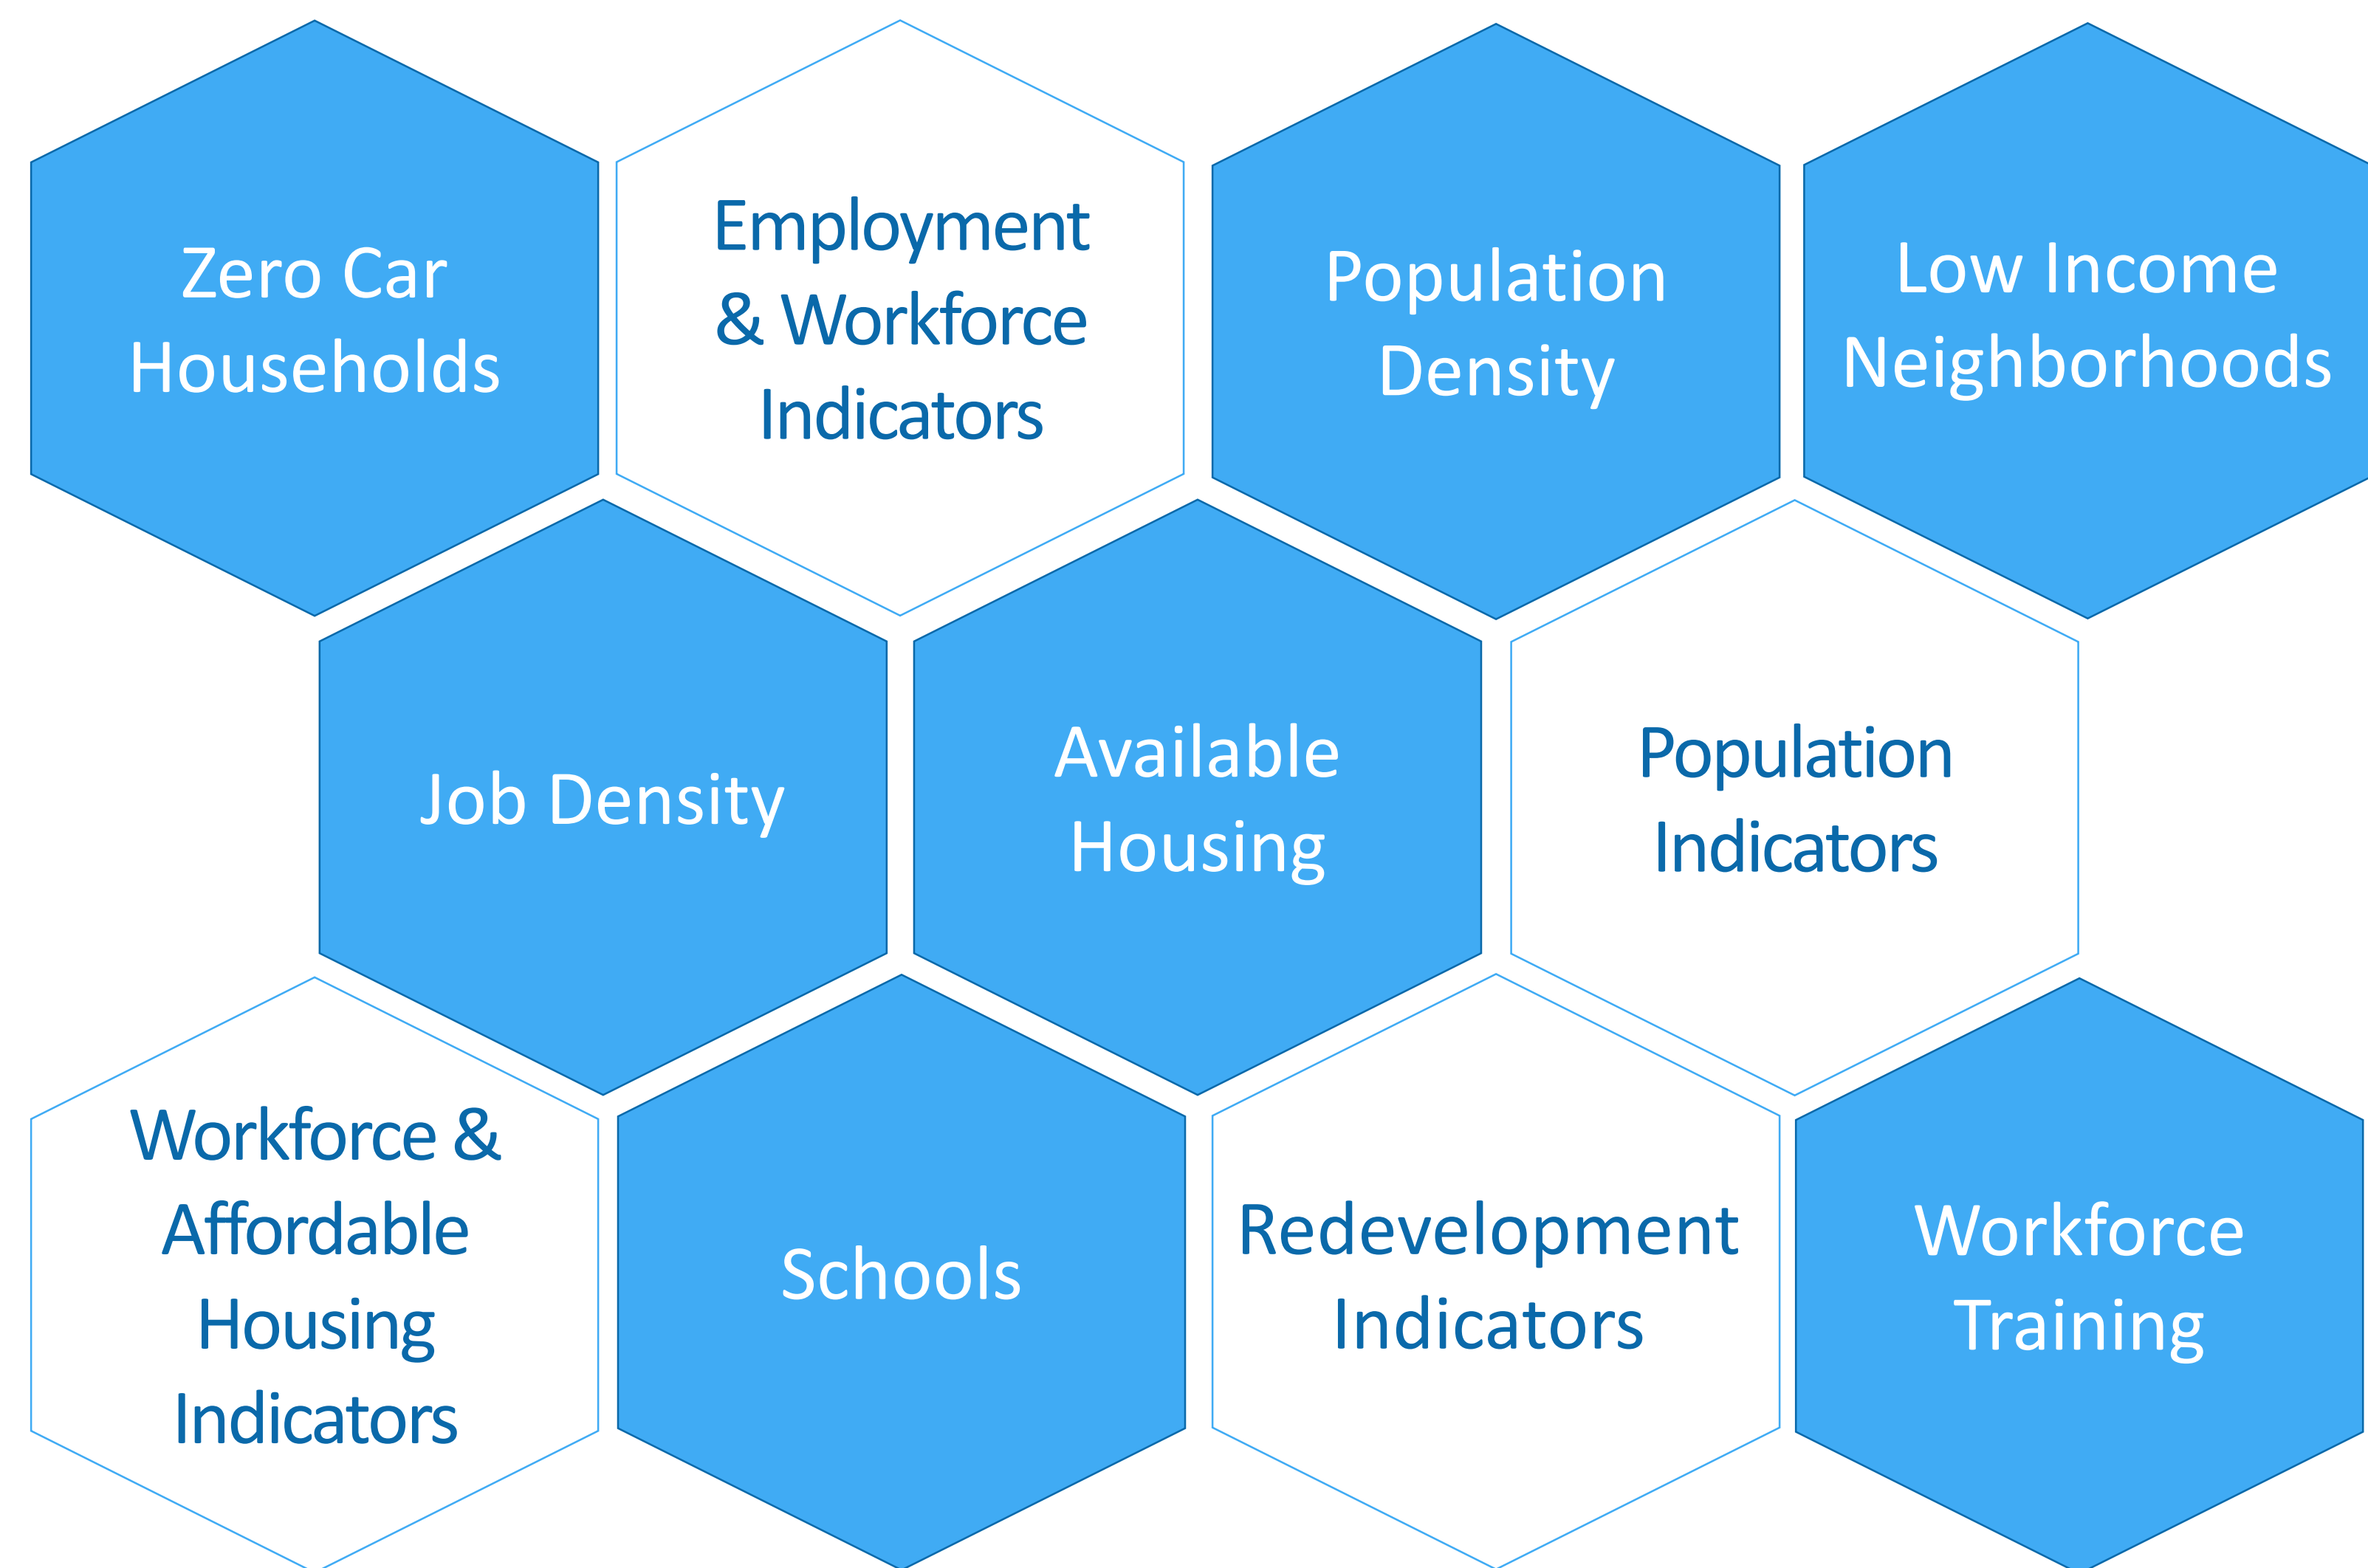 Zero Car
Households
Employment
& Workforce
Indicators
Population
Density
Low Income
Neighborhoods
Job Density
Available
Housing
Population
Indicators
Workforce &
Affordable
Housing
Indicators
Schools
Redevelopment
Indicators
Workforce
Training